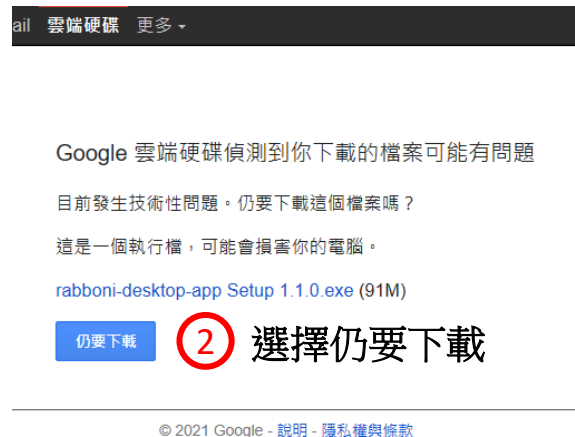 ail 雲端硬碟 更多
Google 雲端硬碟偵測到你下載的檔案可能有問題
目前發生技術性問題。仍要下載這個檔案嗎？
這是一個執行檔，可能會損害你的電腦。
rabboni-desktop-app Setup 1.1.0.exe (91M)
仍要下載 2 選擇仍要下載
© 2021 Google - 說明 - 隱私權與條款